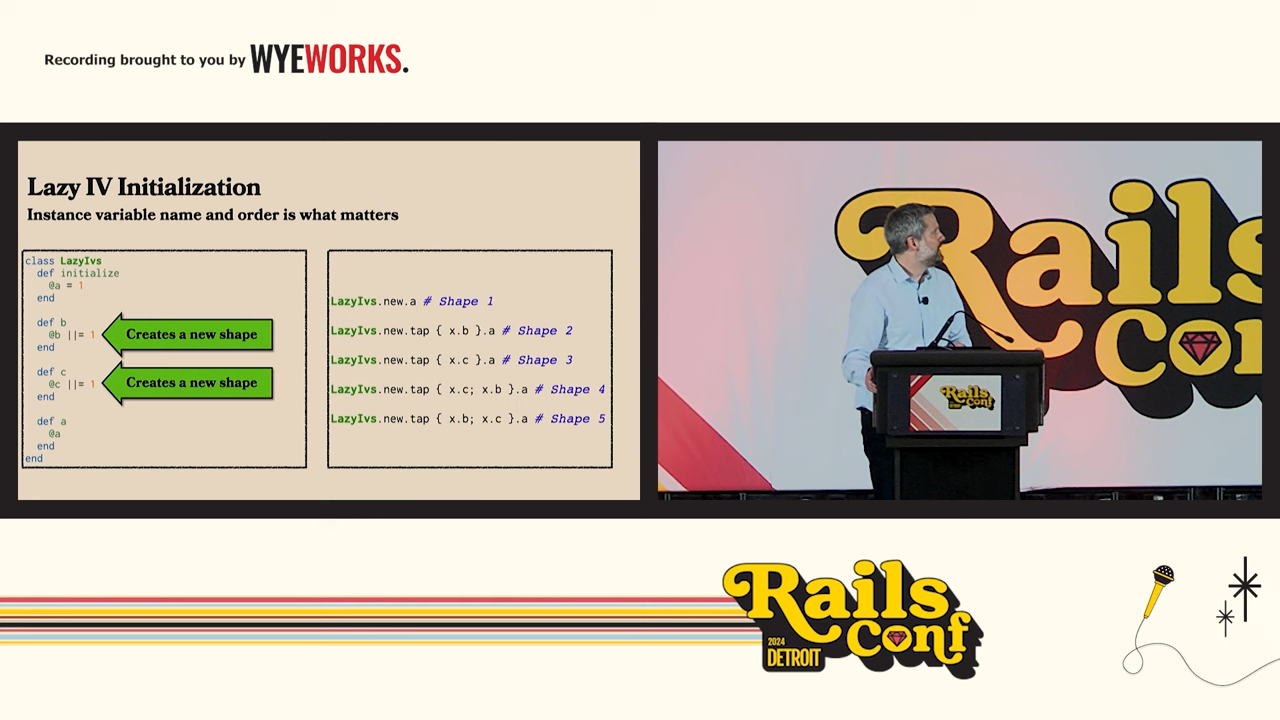 Recording brought to you by WYEWORKS.
Lazy IV Initialization
Instance variable name and order is what matters
class LazyIvs
  def initialize
    @a = 1
  end
  def b
    @b ||= 1
  end
  def c
    @c ||= 1
  end
  def a
    @a
  end
end
Creates a new shape
Creates a new shape
LazyIvs.new.a # Shape 1
LazyIvs.new.tap { x.b }.a # Shape 2
LazyIvs.new.tap { x.c }.a # Shape 3
LazyIvs.new.tap { x.c; x.b }.a # Shape 4
LazyIvs.new.tap { x.b; x.c }.a # Shape 5
Rails
Con
Rails
Conf
Rails
Conf
2024
DETROIT